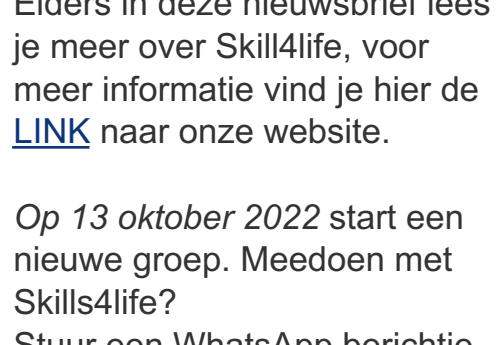 Elders in deze nieuwsbrief lees
je meer over Skill4life, voor
meer informatie vind je hier de
LINK naar onze website.
Op 13 oktober 2022 start een
nieuwe groep. Meedoen met
Skills4life?
Stuur een WhatsApp berichtje